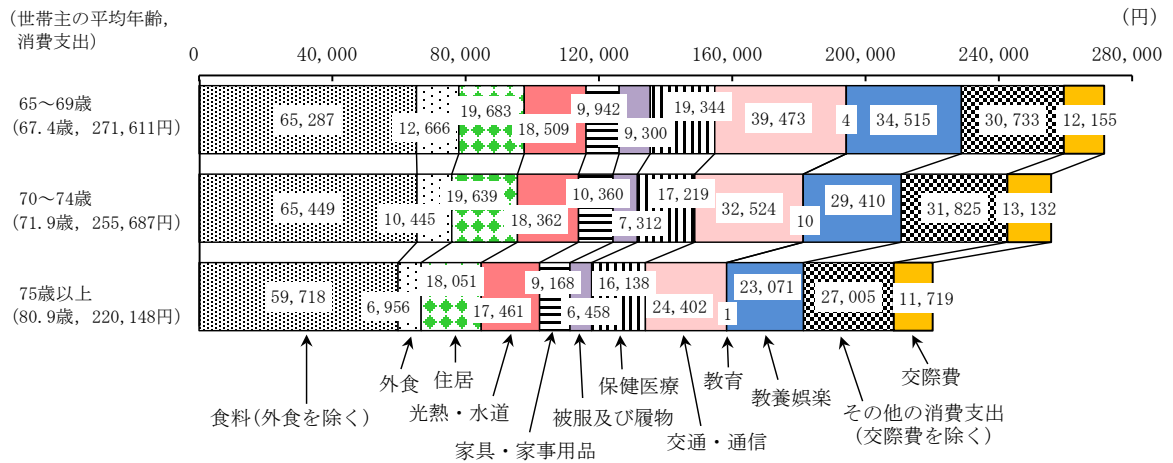 (世帯主の平均年齢,
消費支出)
(円)
0 40,000 80,000 120,000 160,000 200,000 240,000 280,000
65~69歳
(67.4歳, 271,611円)
65,287 12,666 19,683 18,509 9,942 9,300 19,344 39,473 4 34,515 30,733 12,155
70~74歳
(71.9歳, 255,687円)
65,449 10,445 19,639 18,362 10,360 7,312 17,219 32,524 10 29,410 31,825 13,132
75歳以上
(80.9歳, 220,148円)
59,718 6,956 18,051 17,461 9,168 6,458 16,138 24,402 1 23,071 27,005 11,719
食料(外食を除く)
外食
住居
光熱・水道
家具・家事用品
被服及び履物
保健医療
交通・通信
教育
教養娯楽
その他の消費支出
(交際費を除く)
交際費